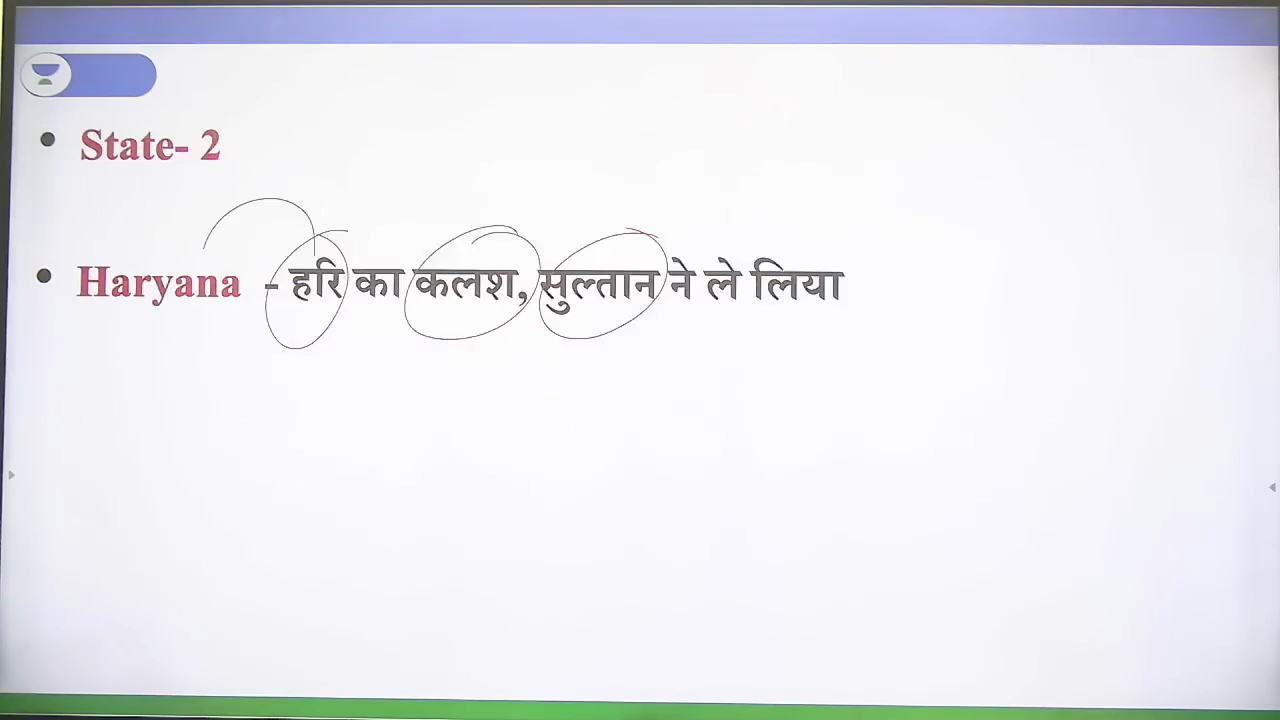 State- 2
Haryana - हरि का कलश, सुल्तान ने ले लिया